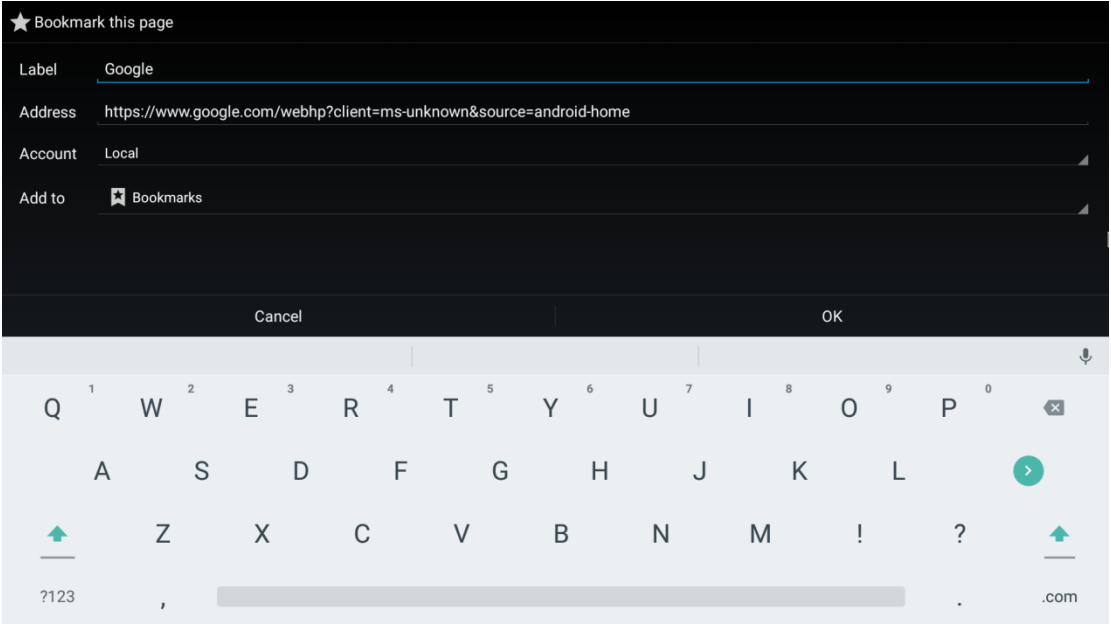 Bookmark this page
Label Google
Address https://www.google.com/webhp?client=ms-unknown&source=android-home
Account Local
Add to Bookmarks
Cancel OK
Q 1 W 2 E 3 R 4 T 5 Y 6 U 7 I 8 O 9 P 0
A S D F G H J K L
Z X C V B N M ! ?
?123 , . .com